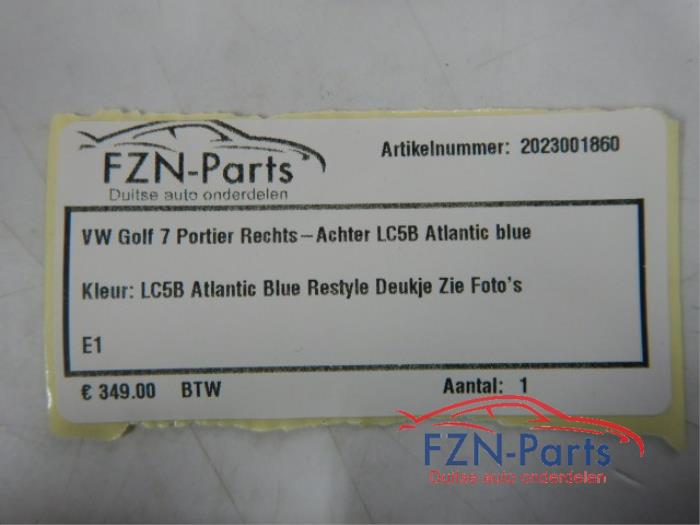 FZN-Parts
Duitse auto onderdelen
Artikelnummer: 2023001860
VW Golf 7 Portier Rechts-Achter LC5B Atlantic blue
Kleur: LC5B Atlantic Blue Restyle Deukje Zie Foto's
E1
€ 349.00 BTW
Aantal: 1
FZN-Parts
Duitse auto onderdelen